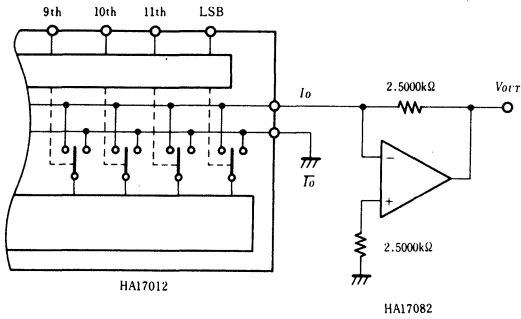 9th 10th 11th LSB
Io
2.5000kΩ
VOUT
Io
−
+
2.5000kΩ
HA17012
HA17082